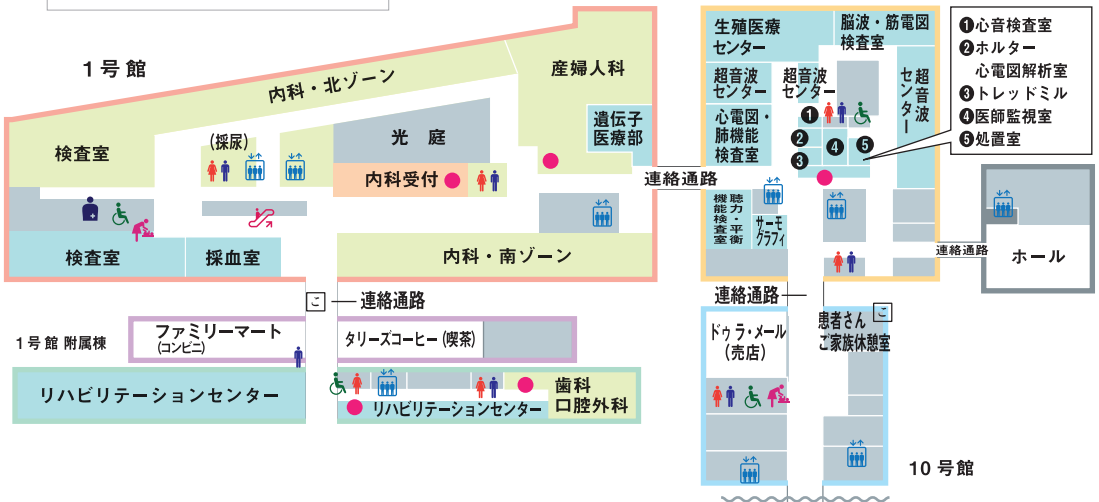 1号館
内科・北ゾーン
産婦人科
遺伝子
医療部
検査室
(採尿)
光 庭
内科受付
検査室
採血室
内科・南ゾーン
連絡通路
こ
連絡通路
1号館 附属棟
ファミリーマート
(コンビニ)
タリーズコーヒー(喫茶)
リハビリテーションセンター
リハビリテーションセンター
歯科
口腔外科
生殖医療
センター
脳波・筋電図
検査室
超音波
センター
超音波
センター
超音波
センター
心電図・
肺機能
検査室
1
2
3
4
5
聴力・平衡
機能検査室
サーモ
グラフィ
❶心音検査室
❷ホルター
心電図解析室
❸トレッドミル
❹医師監視室
❺処置室
連絡通路
ホール
連絡通路
こ
ドゥラ・メール
(売店)
患者さん
ご家族休憩室
10号館